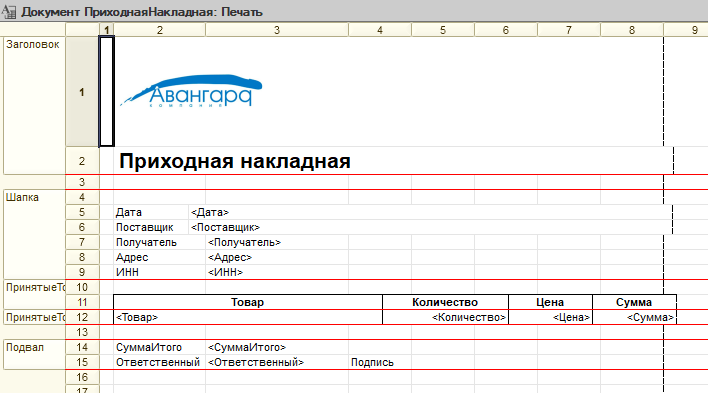 Документ ПриходнаяНакладная: Печать
1 2 3 4 5 6 7 8 9
Заголовок
1
Авангард
компания
2 Приходная накладная
3
Шапка 4
5 Дата <Дата>
6 Поставщик <Поставщик>
7 Получатель <Получатель>
8 Адрес <Адрес>
9 ИНН <ИНН>
ПринятыеТо 10
11 Товар Количество Цена Сумма
ПринятыеТо 12 <Товар> <Количество> <Цена> <Сумма>
13
Подвал 14 СуммаИтого <СуммаИтого>
15 Ответственный <Ответственный> Подпись
16
17